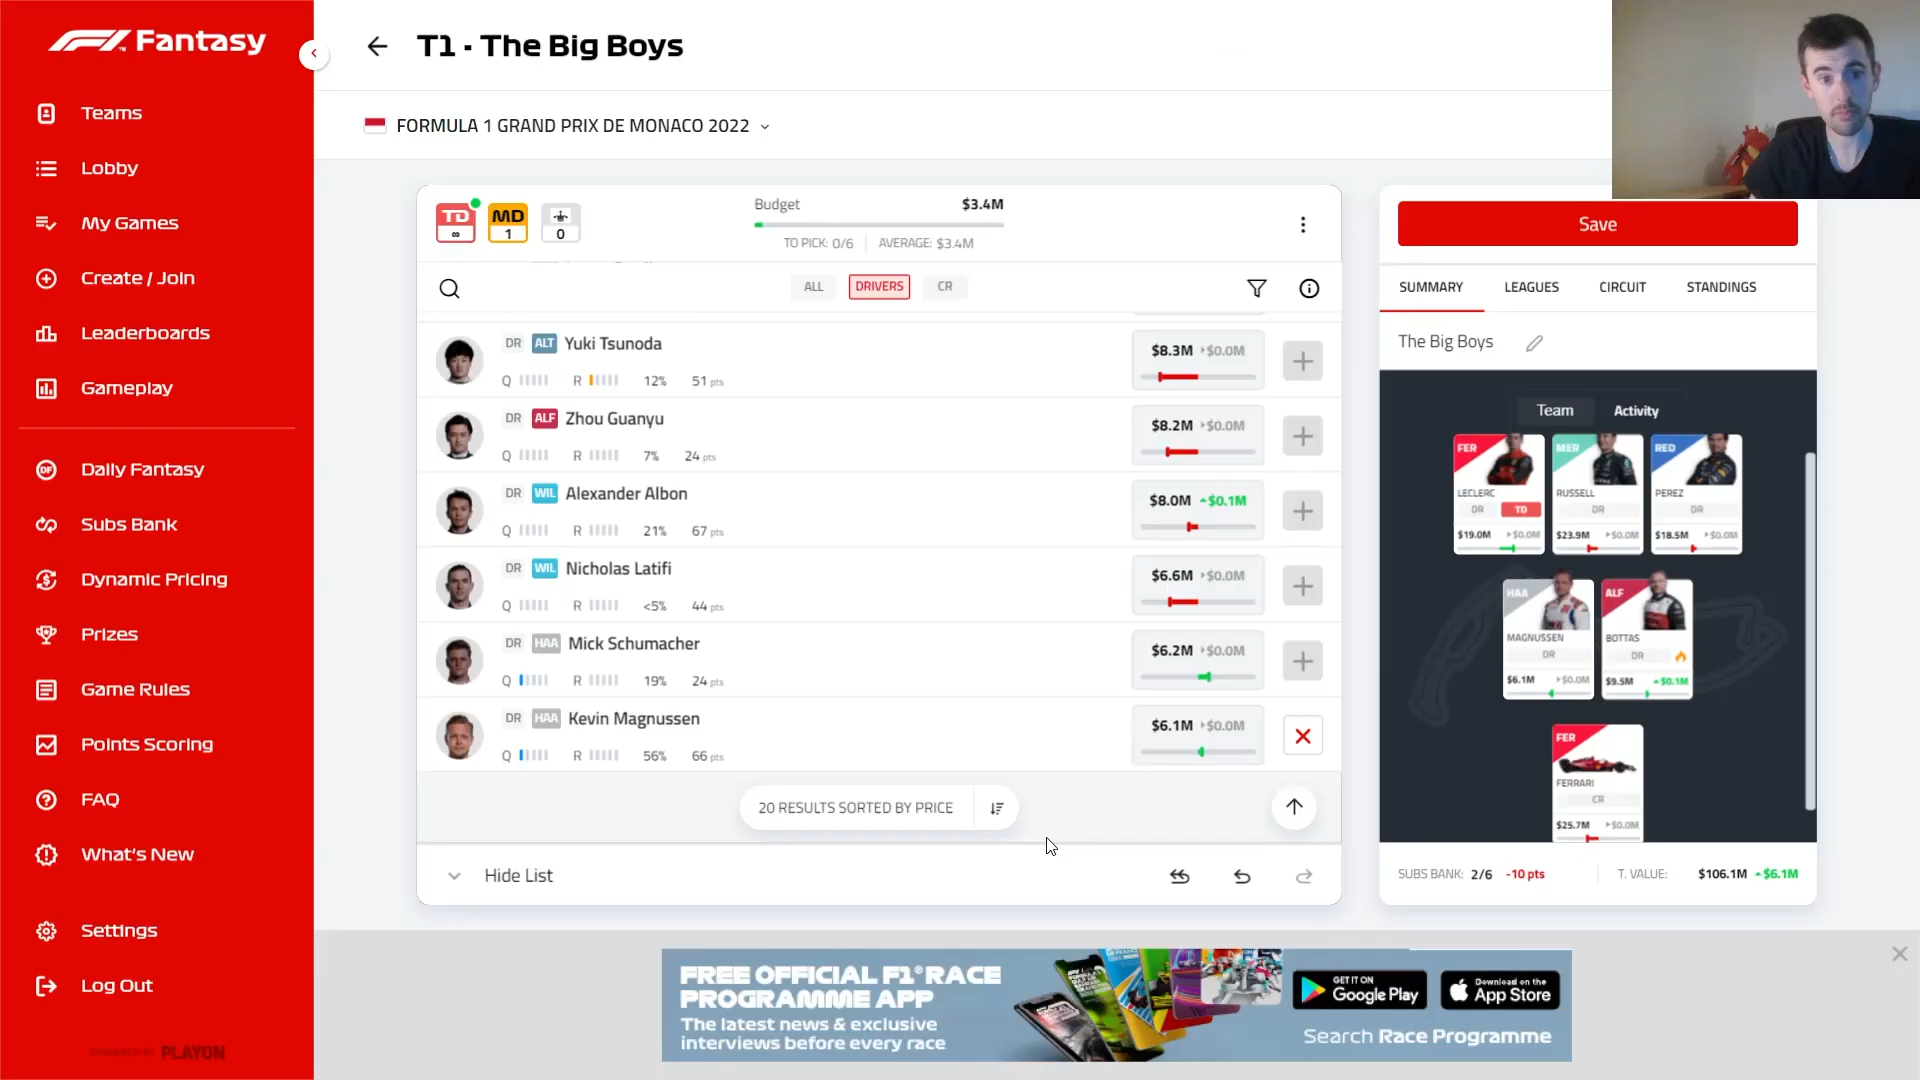 F1 Fantasy
Teams
Lobby
My Games
Create / Join
Leaderboards
Gameplay
Daily Fantasy
Subs Bank
Dynamic Pricing
Prizes
Game Rules
Points Scoring
FAQ
What's New
Settings
Log Out
POWERED BY PLAYON
T1 · The Big Boys
FORMULA 1 GRAND PRIX DE MONACO 2022
TD
∞
MD
1
0
Budget $3.4M
TO PICK: 0/6 AVERAGE: $3.4M
ALL DRIVERS CR
DR ALT Yuki Tsunoda
Q R 12% 51 pts
$8.3M $0.0M
DR ALF Zhou Guanyu
Q R 7% 24 pts
$8.2M $0.0M
DR WIL Alexander Albon
Q R 21% 67 pts
$8.0M $0.1M
DR WIL Nicholas Latifi
Q R <5% 44 pts
$6.6M $0.0M
DR HAA Mick Schumacher
Q R 19% 24 pts
$6.2M $0.0M
DR HAA Kevin Magnussen
Q R 56% 66 pts
$6.1M $0.0M
20 RESULTS SORTED BY PRICE
Hide List
Save
SUMMARY LEAGUES CIRCUIT STANDINGS
The Big Boys
Team Activity
FER MER RED
LECLERC RUSSELL PEREZ
DR TD DR DR
$19.0M $0.0M $23.9M $0.0M $18.5M $0.0M
HAA ALF
MAGNUSSEN BOTTAS
DR DR
$6.1M $0.0M $9.5M $0.1M
FER
FERRARI
CR
$25.7M $0.0M
SUBS BANK: 2/6 -10 pts T. VALUE: $106.1M $6.1M
FREE OFFICIAL F1® RACE
PROGRAMME APP
The latest news & exclusive
interviews before every race
GET IT ON
Google Play
Download on the
App Store
Search Race Programme